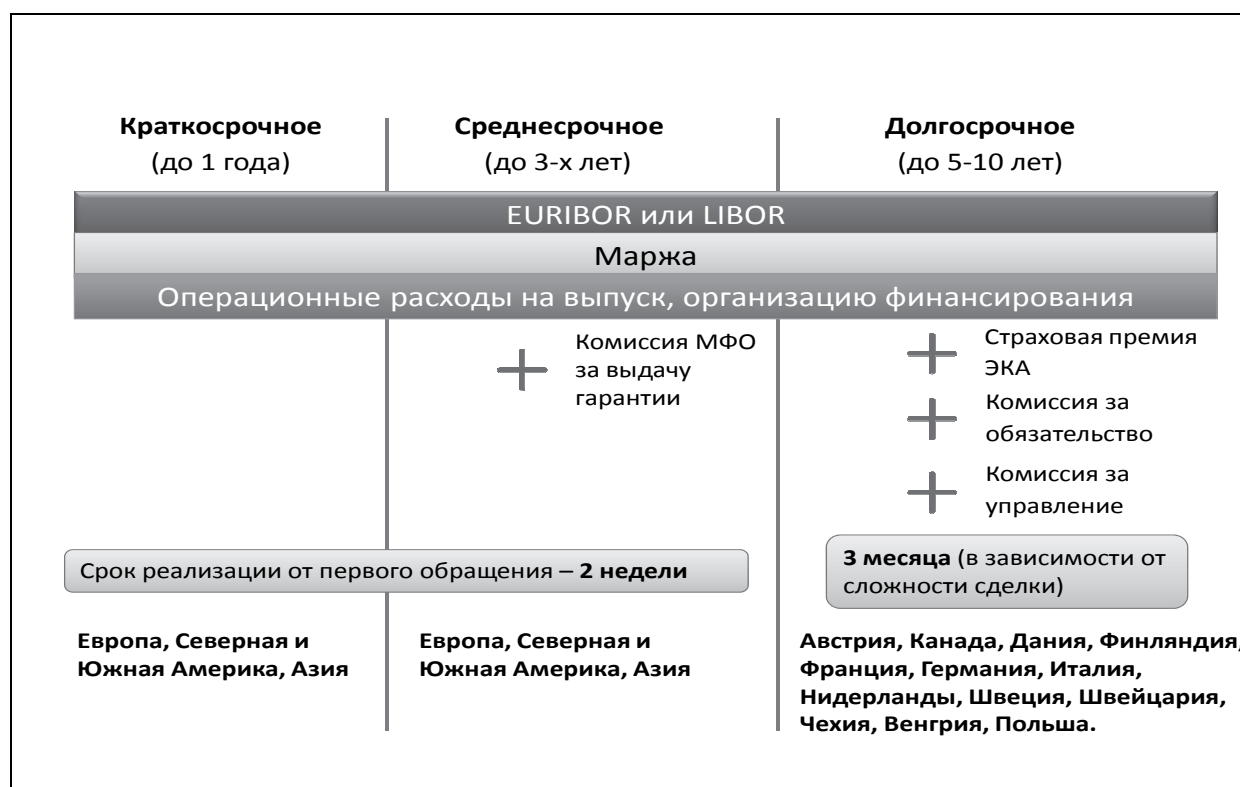 Краткосрочное
(до 1 года)
Среднесрочное
(до 3-х лет)
Долгосрочное
(до 5-10 лет)
EURIBOR или LIBOR
Маржа
Операционные расходы на выпуск, организацию финансирования
Комиссия МФО
за выдачу
гарантии
Страховая премия
ЭКА
Комиссия за
обязательство
Комиссия за
управление
Срок реализации от первого обращения – 2 недели
3 месяца (в зависимости от
сложности сделки)
Европа, Северная и
Южная Америка, Азия
Европа, Северная и
Южная Америка, Азия
Австрия, Канада, Дания, Финляндия,
Франция, Германия, Италия,
Нидерланды, Швеция, Швейцария,
Чехия, Венгрия, Польша.